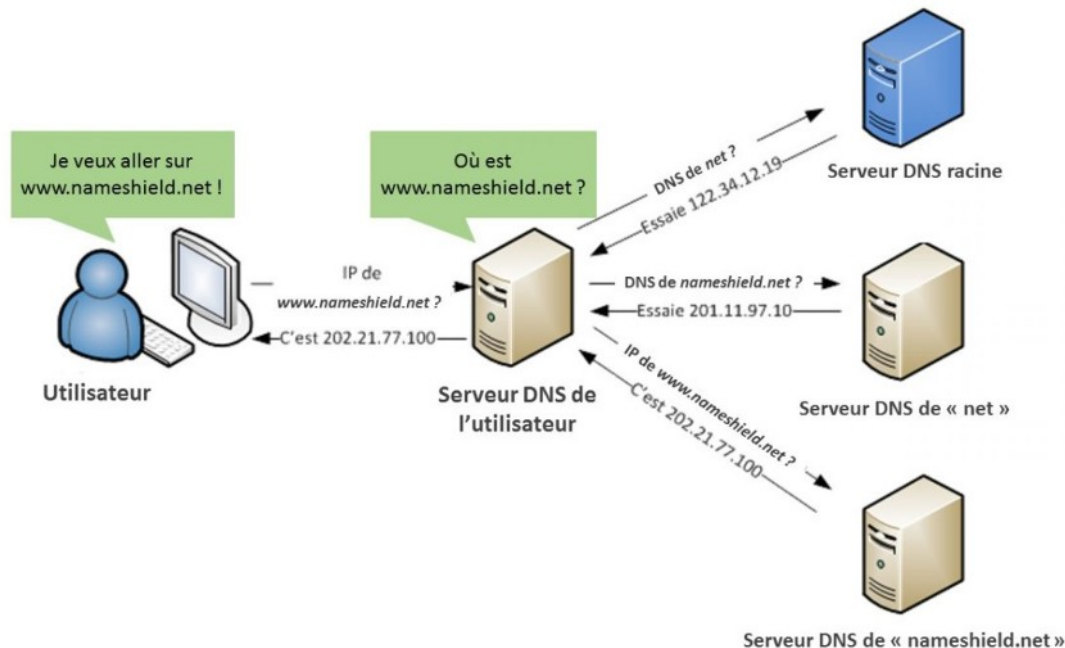 Je veux aller sur
www.nameshield.net !
Où est
www.nameshield.net ?
DNS de net ?
Essaie 122.34.12.19
Serveur DNS racine
IP de
www.nameshield.net ?
C'est 202.21.77.100
DNS de nameshield.net ?
Essaie 201.11.97.10
IP de www.nameshield.net ?
C'est 202.21.77.100
Utilisateur
Serveur DNS de
l'utilisateur
Serveur DNS de « net »
Serveur DNS de « nameshield.net »